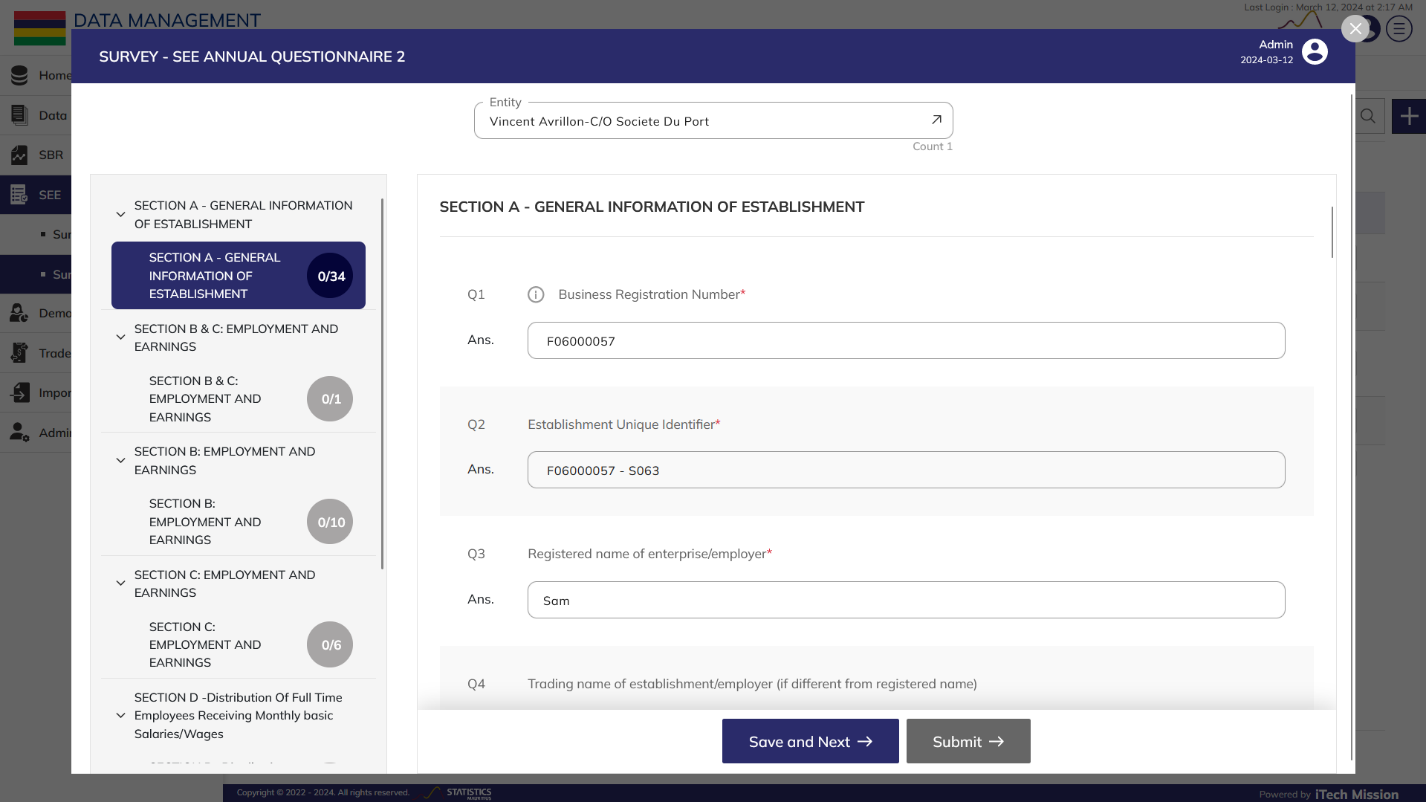 Last Login : March 12, 2024 at 2:17 AM
DATA MANAGEMENT
SURVEY - SEE ANNUAL QUESTIONNAIRE 2
Admin
2024-03-12
Home
Data
SBR
SEE
Sur
Sur
Demo
Trade
Impor
Admi
Entity
Vincent Avrillon-C/O Societe Du Port
Count 1
SECTION A - GENERAL INFORMATION
OF ESTABLISHMENT
SECTION A - GENERAL
INFORMATION OF
ESTABLISHMENT
0/34
SECTION B & C: EMPLOYMENT AND
EARNINGS
SECTION B & C:
EMPLOYMENT AND
EARNINGS
0/1
SECTION B: EMPLOYMENT AND
EARNINGS
SECTION B:
EMPLOYMENT AND
EARNINGS
0/10
SECTION C: EMPLOYMENT AND
EARNINGS
SECTION C:
EMPLOYMENT AND
EARNINGS
0/6
SECTION D -Distribution Of Full Time
Employees Receiving Monthly basic
Salaries/Wages
SECTION A - GENERAL INFORMATION OF ESTABLISHMENT
Q1 Business Registration Number*
Ans. F06000057
Q2 Establishment Unique Identifier*
Ans. F06000057 - S063
Q3 Registered name of enterprise/employer*
Ans. Sam
Q4 Trading name of establishment/employer (if different from registered name)
Save and Next
Submit
Copyright © 2022 - 2024. All rights reserved.
STATISTICS
MAURITIUS
Powered by iTech Mission